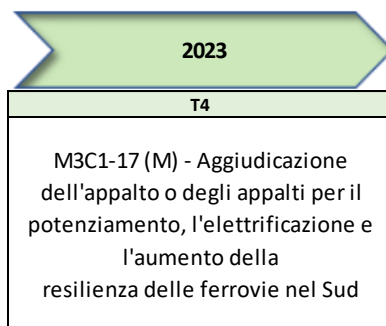 2023
T4
M3C1-17 (M) - Aggiudicazione
dell'appalto o degli appalti per il
potenziamento, l'elettrificazione e
l'aumento della
resilienza delle ferrovie nel Sud